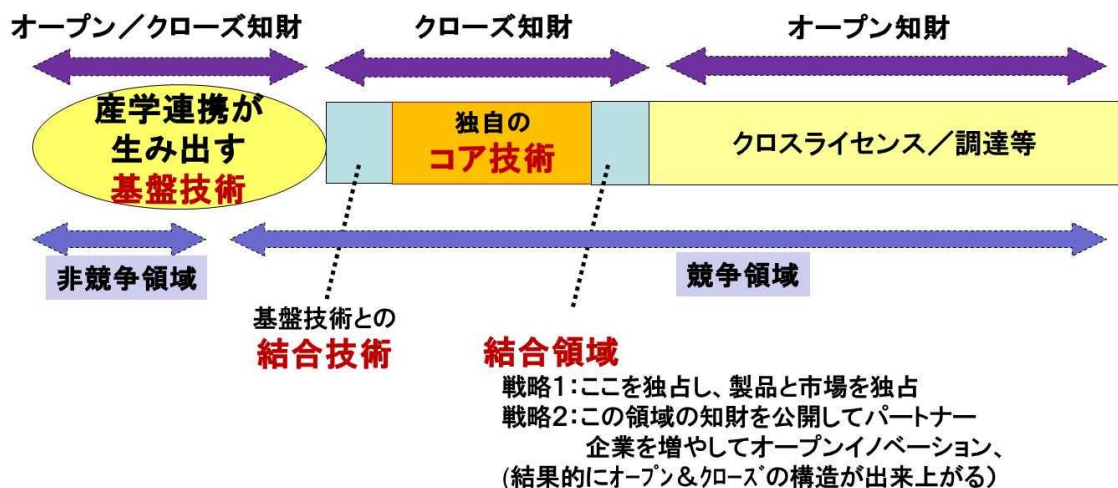 オープン／クローズ知財
クローズ知財
オープン知財
産学連携が
生み出す
基盤技術
独自の
コア技術
クロスライセンス／調達等
非競争領域
競争領域
基盤技術との
結合技術
結合領域
戦略1：ここを独占し、製品と市場を独占
戦略2：この領域の知財を公開してパートナー
企業を増やしてオープンイノベーション、
(結果的にｵｰﾌﾟﾝ＆ｸﾛｰｽﾞの構造が出来上がる）